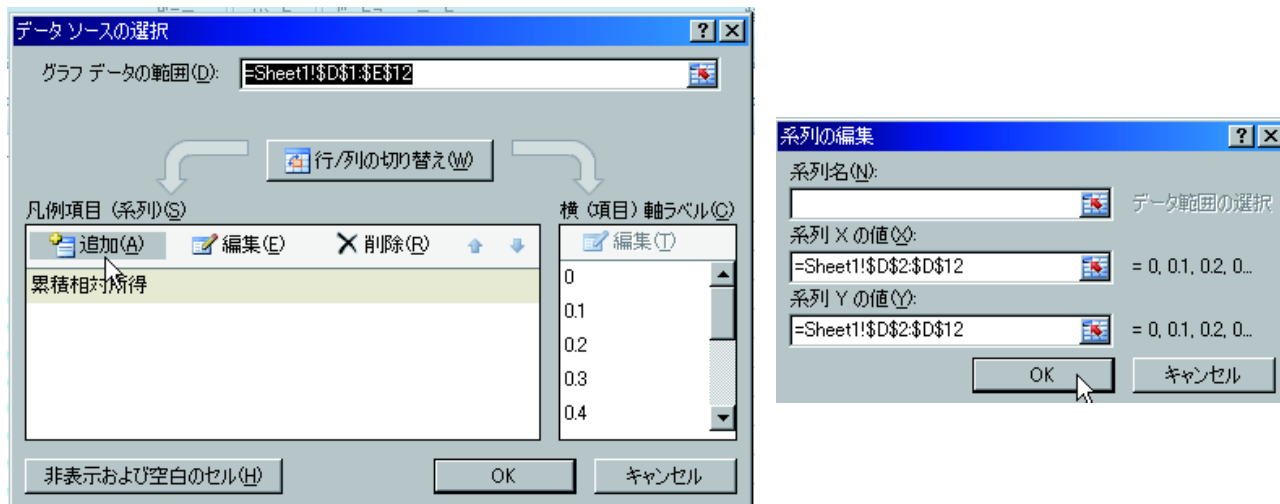 データ ソースの選択
グラフ データの範囲(D): =Sheet1!$D$1:$E$12
行/列の切り替え(W)
凡例項目 (系列)(S)
追加(A) 編集(E) 削除(R)
累積相対所得
横 (項目) 軸ラベル(C)
編集(T)
0
0.1
0.2
0.3
0.4
非表示および空白のセル(H) OK キャンセル
系列の編集
系列名(N):
データ範囲の選択
系列 X の値(X):
=Sheet1!$D$2:$D$12 = 0, 0.1, 0.2, 0...
系列 Y の値(Y):
=Sheet1!$D$2:$D$12 = 0, 0.1, 0.2, 0...
OK キャンセル